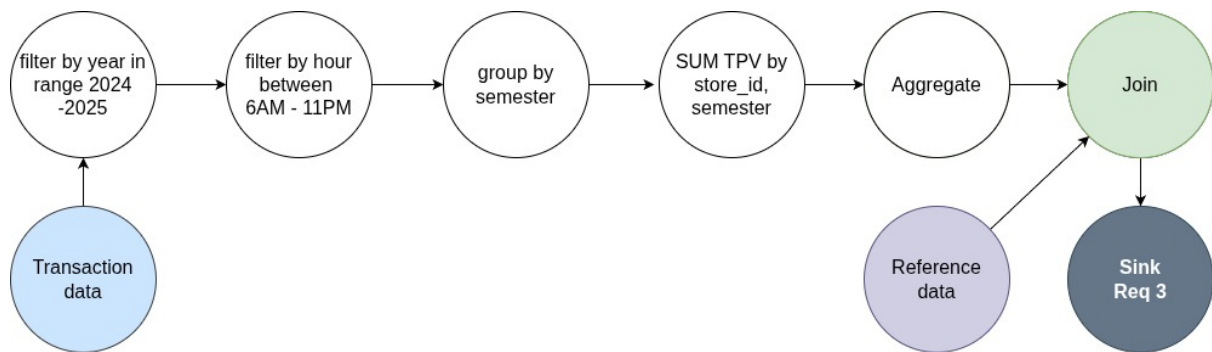 filter by year in
range 2024
-2025
filter by hour
between
6AM - 11PM
group by
semester
SUM TPV by
store_id,
semester
Aggregate
Join
Transaction
data
Reference
data
Sink
Req 3